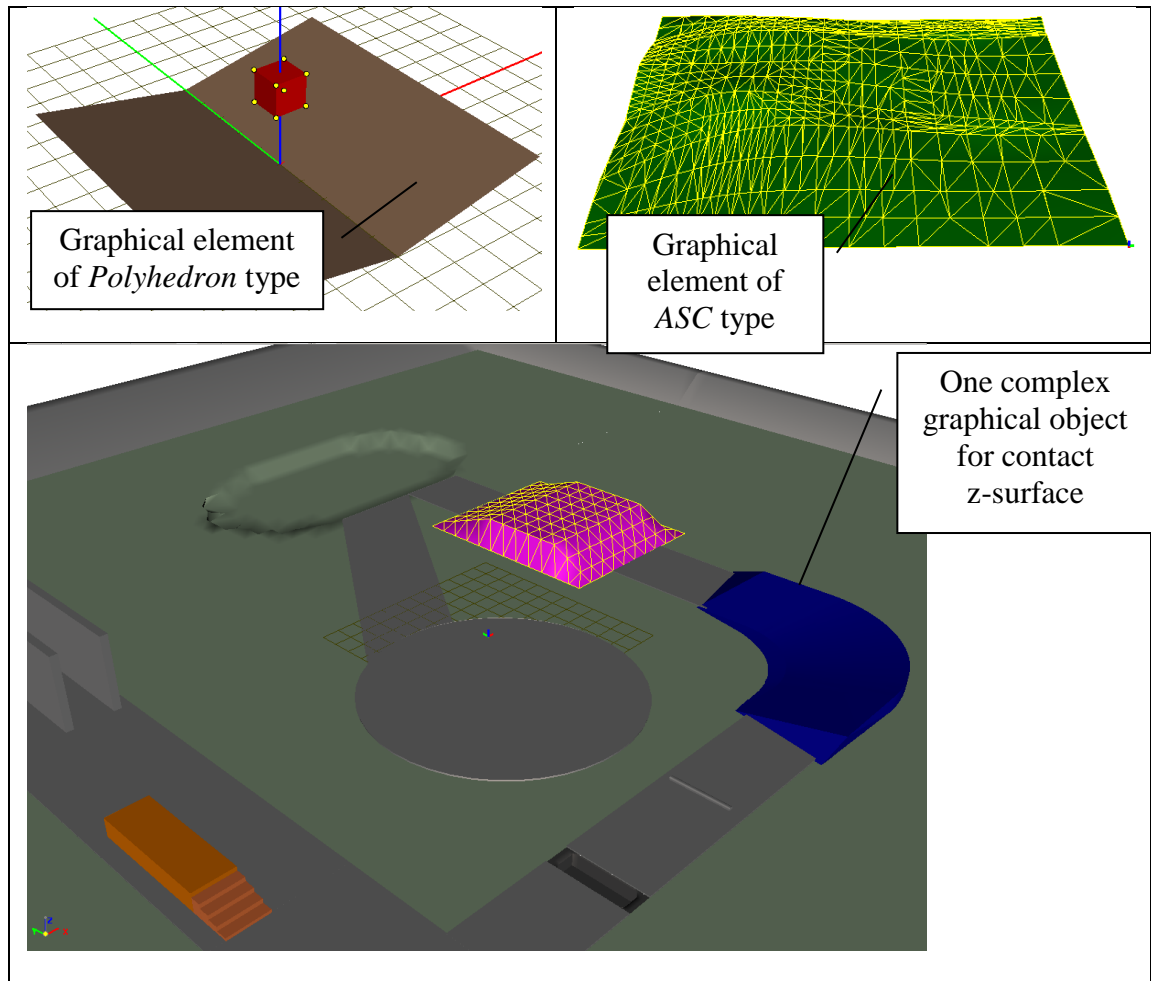 Graphical element
of Polyhedron type
Graphical
element of
ASC type
One complex
graphical object
for contact
z-surface